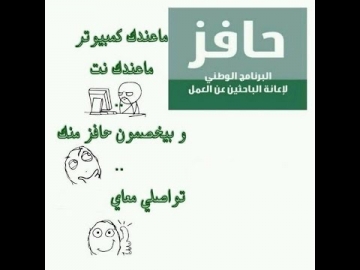 حافز
البرنامج الوطني
لإعانة الباحثين عن العمل
ماعندك كمبيوتر
ماعندك نت
..
و بيخصمون حافز منك
..
تواصلي معاي